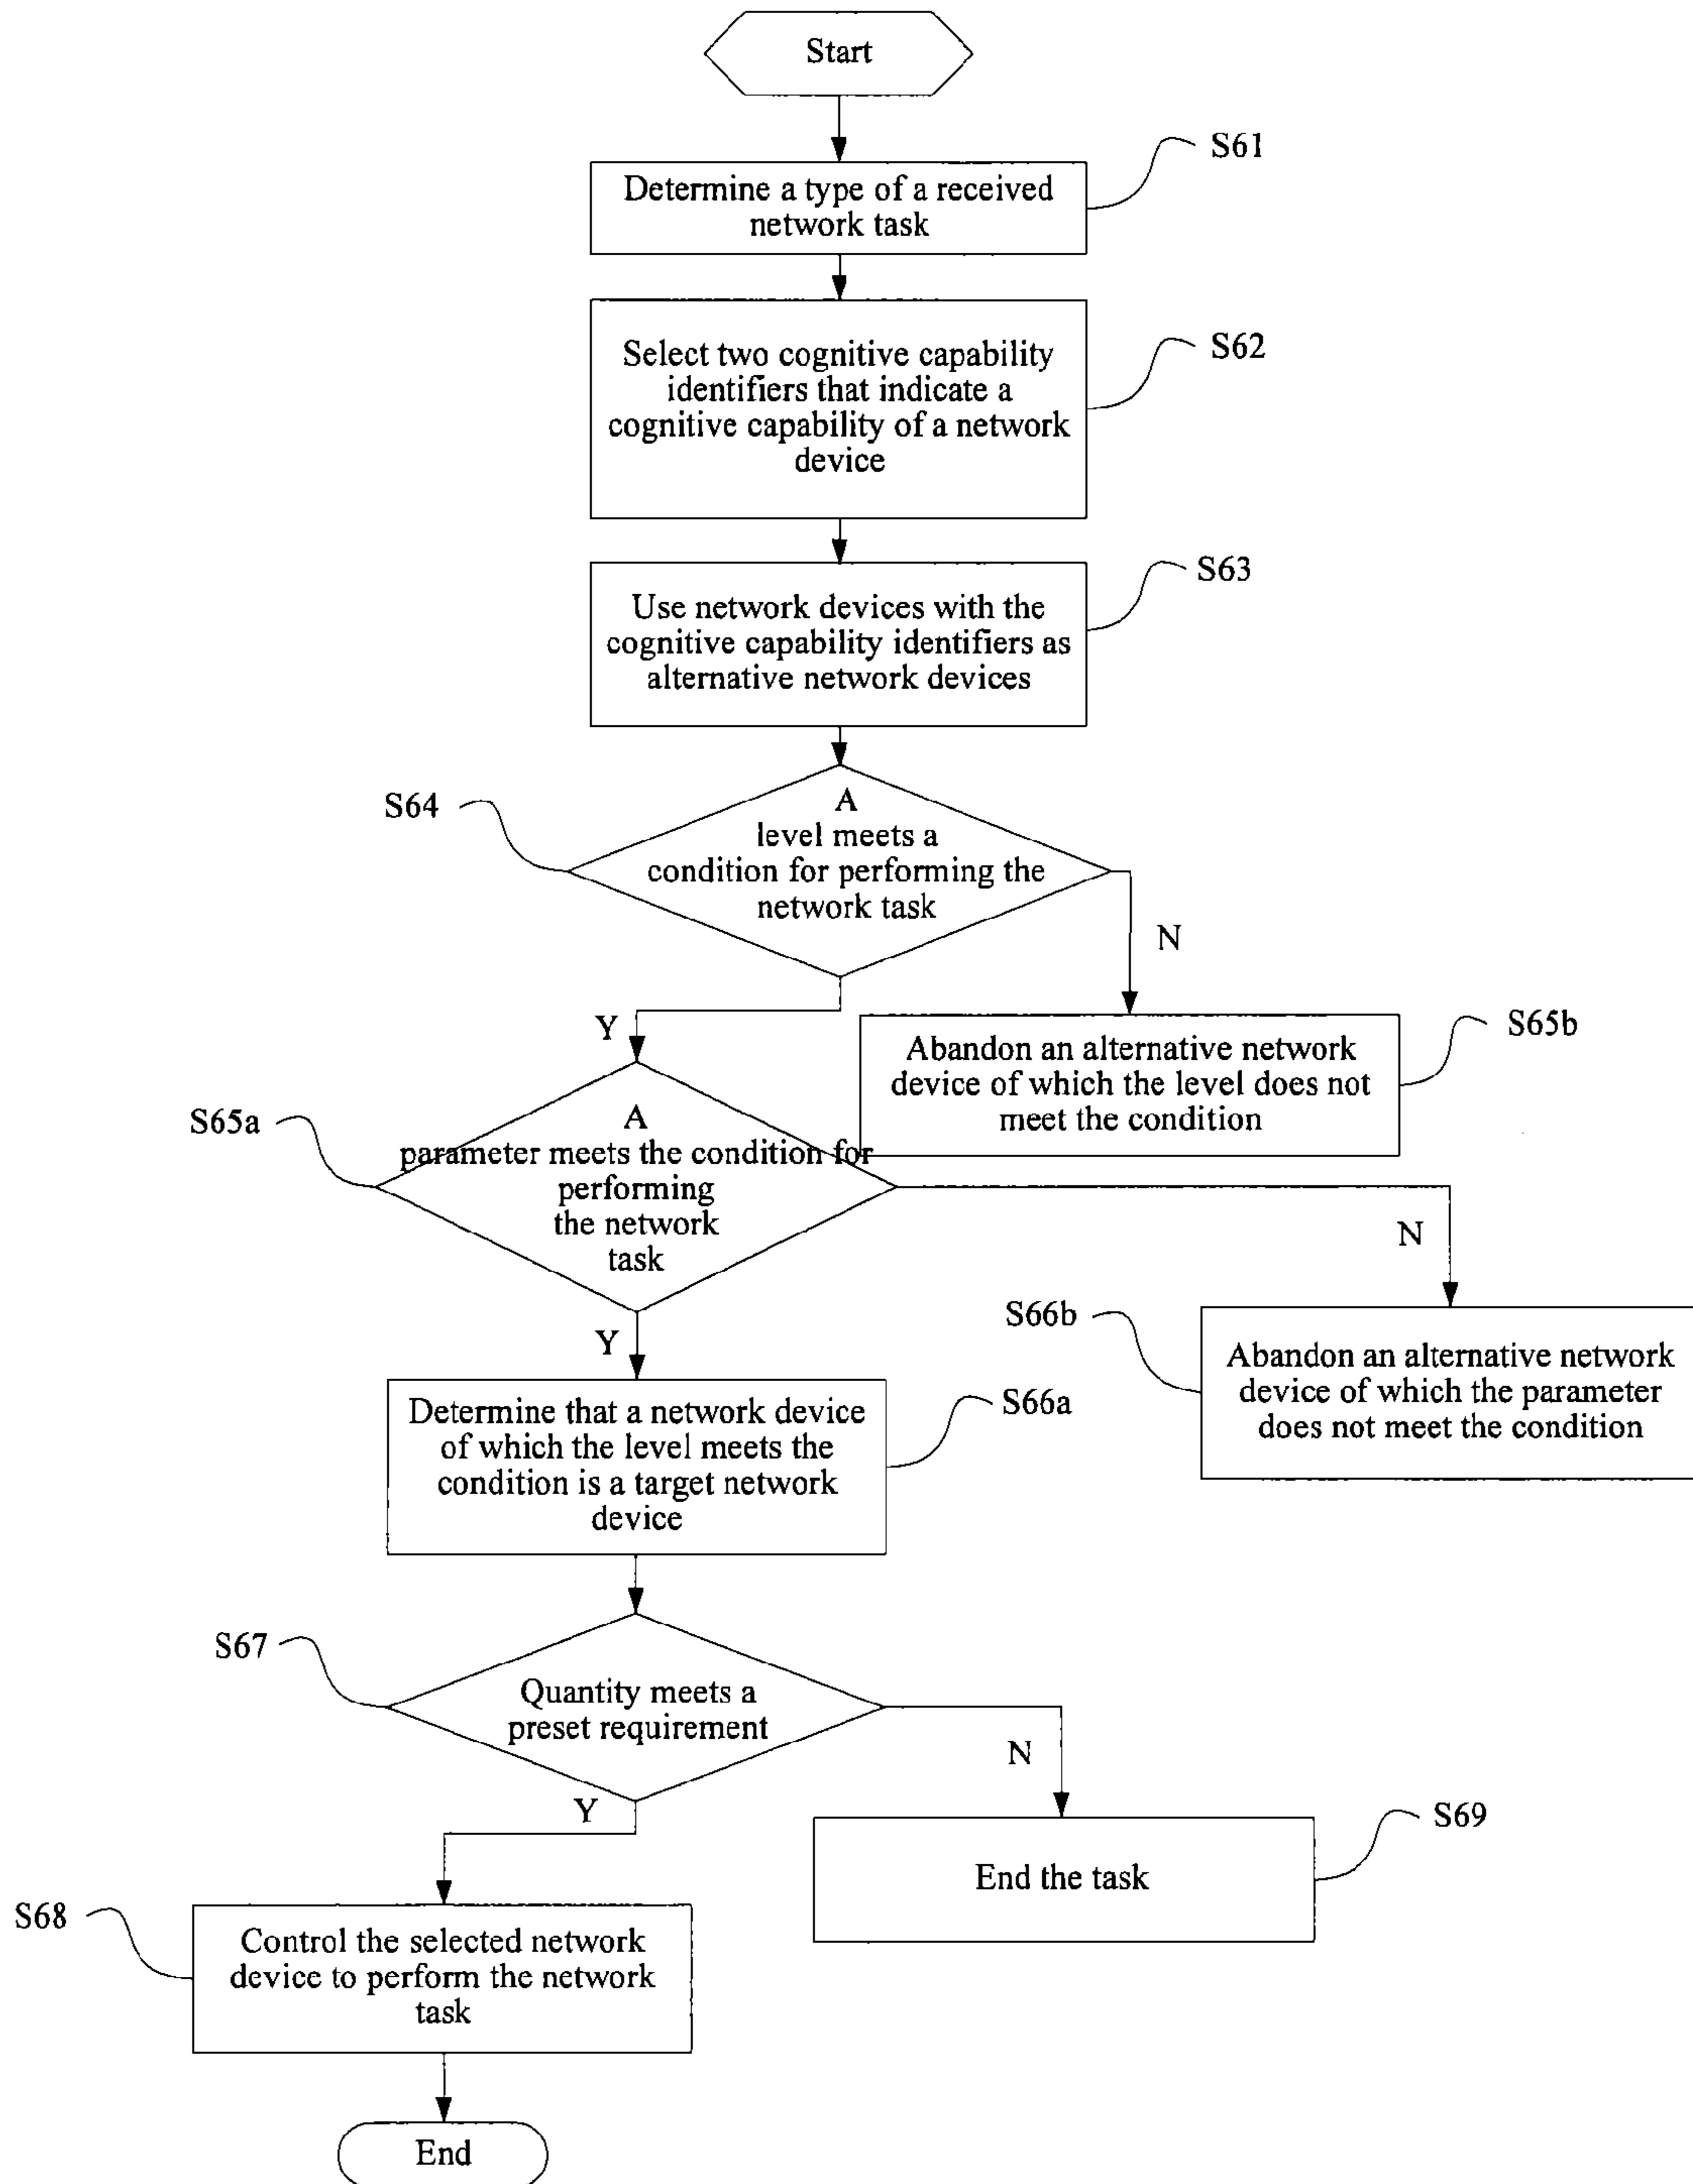 Start
S61
Determine a type of a received
network task
S62
Select two cognitive capability
identifiers that indicate a
cognitive capability of a network
device
S63
Use network devices with the
cognitive capability identifiers as
alternative network devices
S64
A
level meets a
condition for performing the
network task
N
Y
S65b
Abandon an alternative network
device of which the level does not
meet the condition
S65a
A
parameter meets the condition for
performing
the network
task
N
Y
S66b
Abandon an alternative network
device of which the parameter
does not meet the condition
S66a
Determine that a network device
of which the level meets the
condition is a target network
device
S67
Quantity meets a
preset requirement
N
Y
S69
End the task
S68
Control the selected network
device to perform the network
task
End